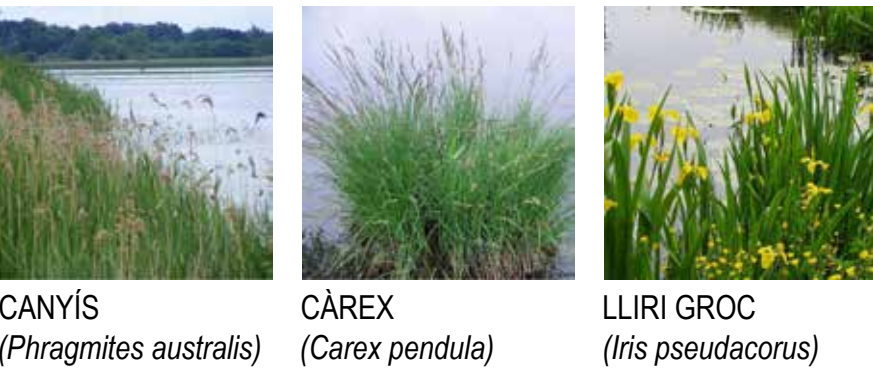 CANYÍS
(Phragmites australis)
CÀREX
(Carex pendula)
LLIRI GROC
(Iris pseudacorus)